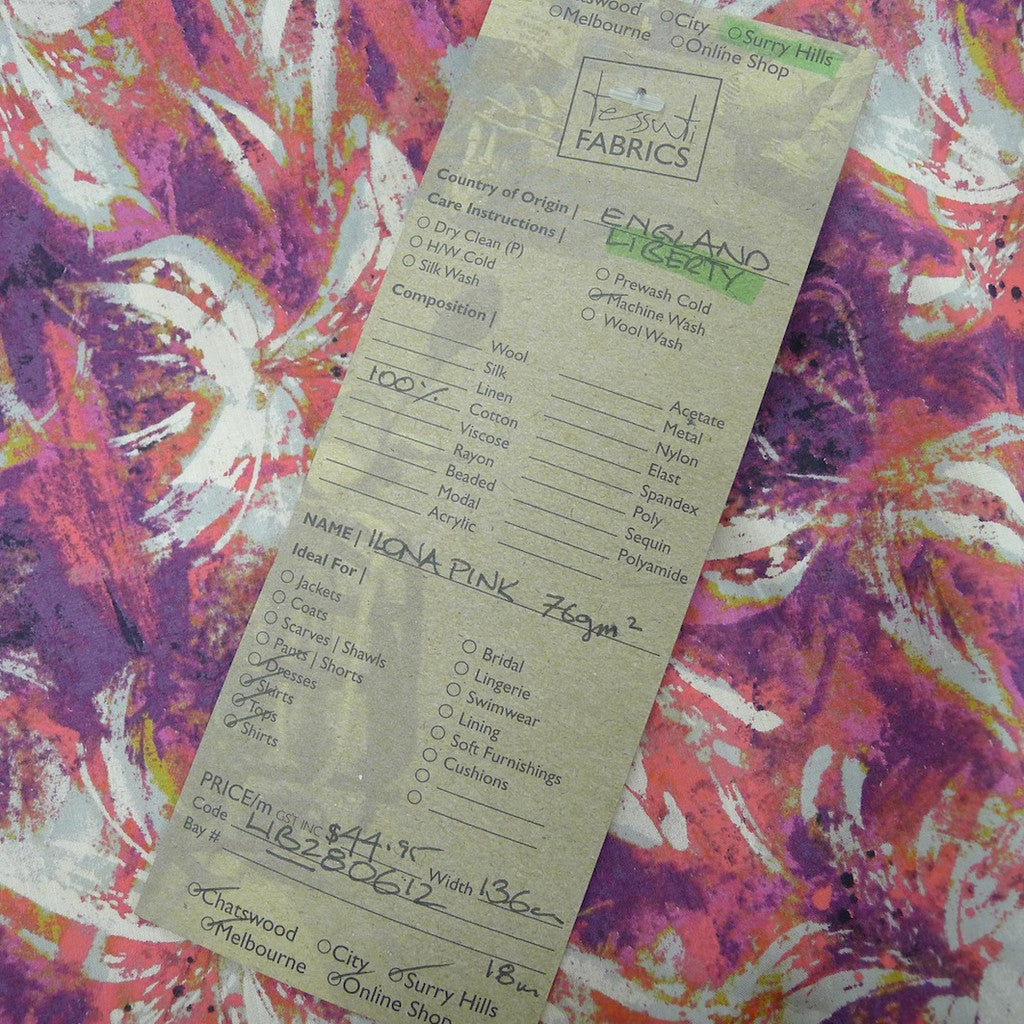 Chatswood City Surry Hills
Melbourne Online Shop
Tessuti
FABRICS
Country of Origin | ENGLAND
LIBERTY
Care Instructions |
Dry Clean (P) Prewash Cold
H/W Cold Machine Wash
Silk Wash Wool Wash
Composition |
Wool Acetate
Silk Metal
Linen Nylon
100% Cotton Elast
Viscose Spandex
Rayon Poly
Beaded Sequin
Modal Polyamide
Acrylic
NAME | ILONA PINK 76gm²
Ideal For |
Jackets Bridal
Coats Lingerie
Scarves | Shawls Swimwear
Pants | Shorts Lining
Dresses Soft Furnishings
Skirts Cushions
Tops
Shirts
PRICE/m GST INC $44.95
Code LIB280612 Width 136cm
Bay #
18m
Chatswood City Surry Hills
Melbourne Online Shop